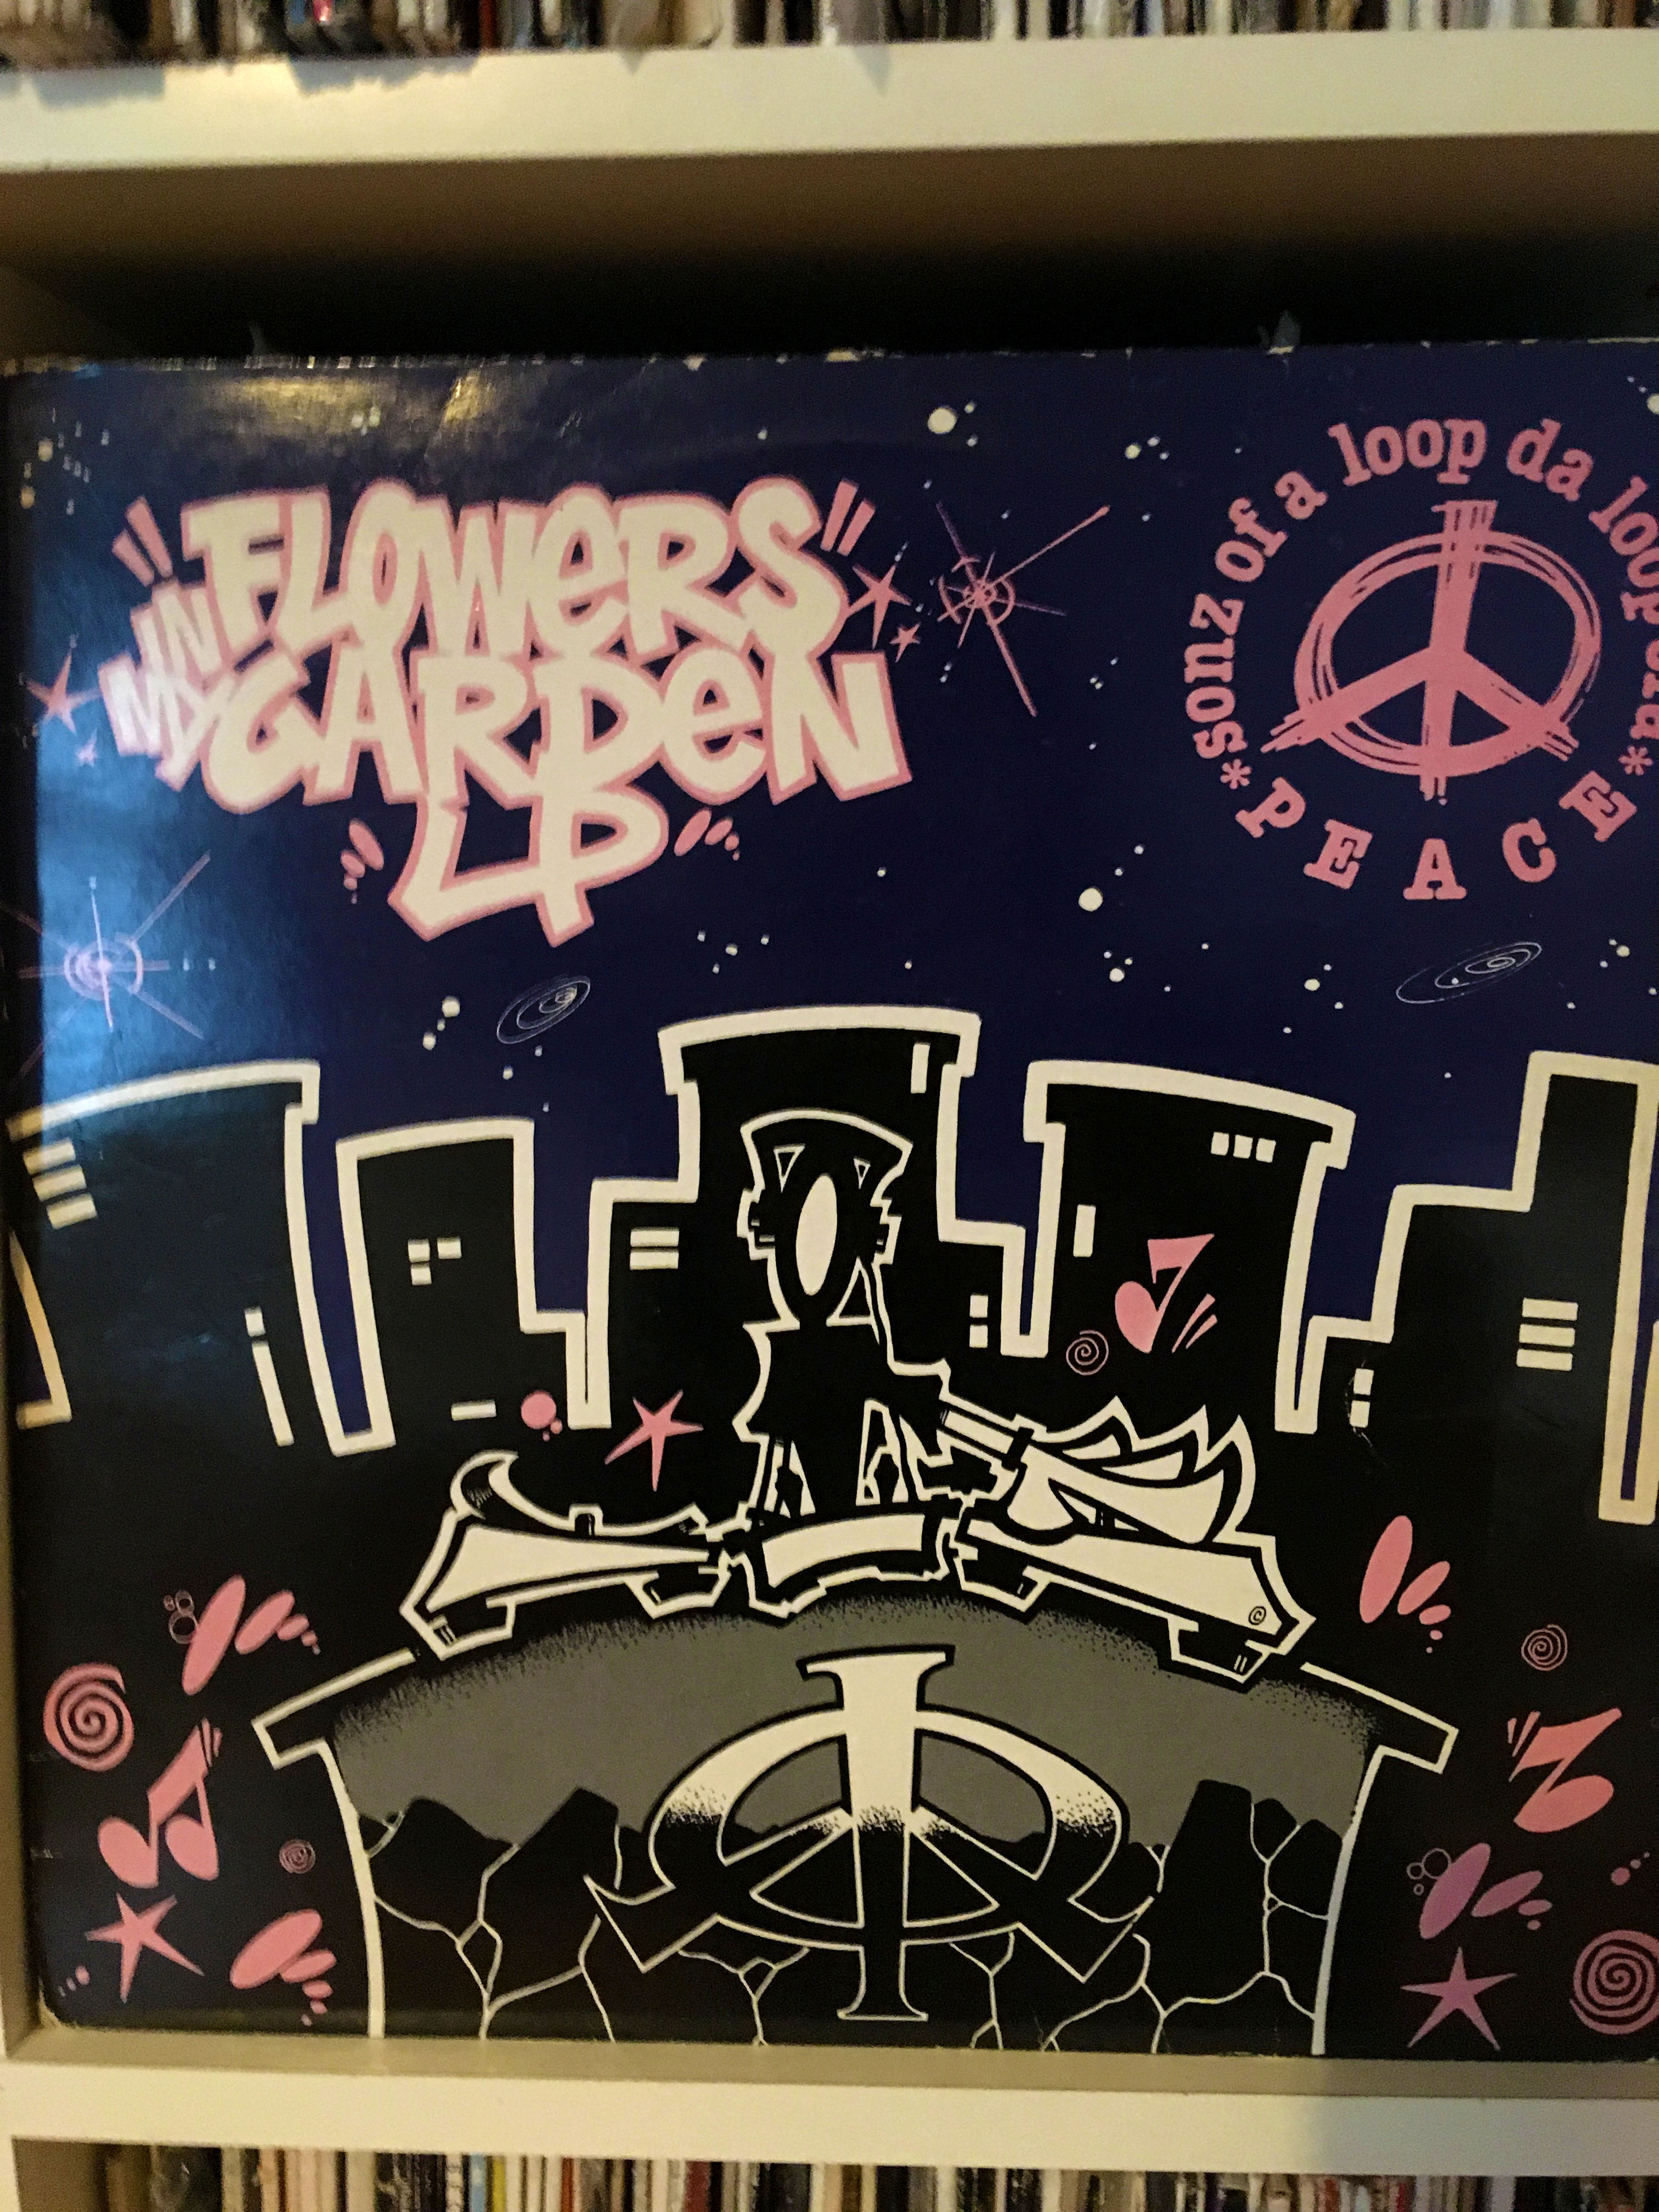 "FLOWERS"
IN MY GARDEN
LP
*sonz of a loop da loop era*
PEACE
©